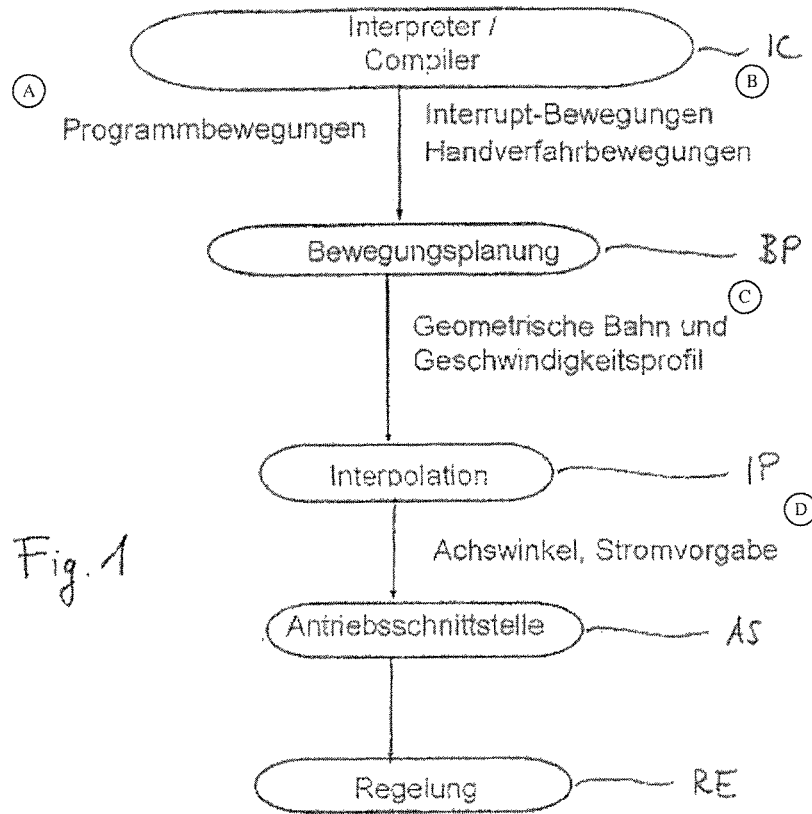 Interpreter /
Compiler
IC
A
B
Programmbewegungen
Interrupt-Bewegungen
Handverfahrbewegungen
Bewegungsplanung
BP
C
Geometrische Bahn und
Geschwindigkeitsprofil
Interpolation
IP
D
Fig. 1
Achswinkel, Stromvorgabe
Antriebsschnittstelle
AS
Regelung
RE